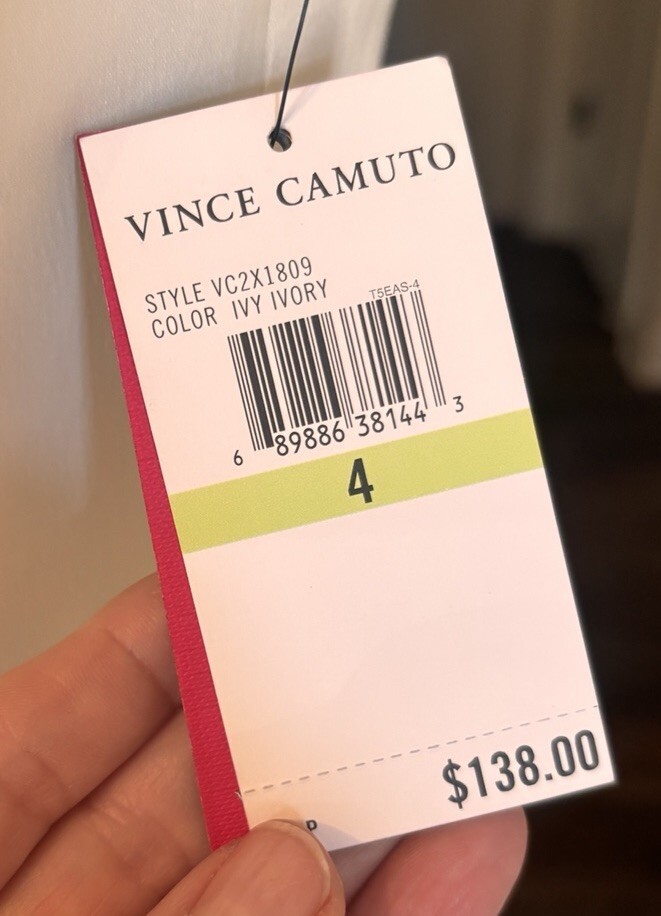 VINCE CAMUTO
STYLE VC2X1809
COLOR IVY IVORY
T5EAS-4
6 89886 38144 3
4
$138.00
P